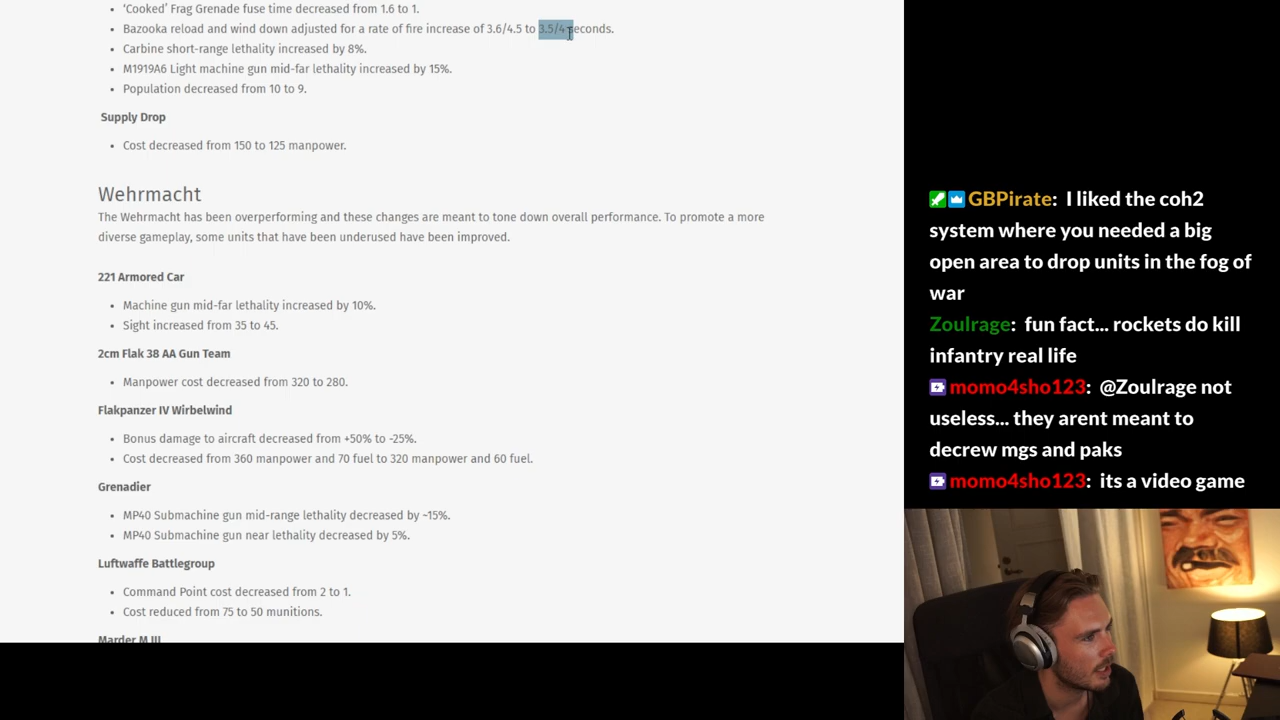 • 'Cooked' Frag Grenade fuse time decreased from 1.6 to 1.
• Bazooka reload and wind down adjusted for a rate of fire increase of 3.6/4.5 to 3.5/4 seconds.
• Carbine short-range lethality increased by 8%.
• M1919A6 Light machine gun mid-far lethality increased by 15%.
• Population decreased from 10 to 9.
Supply Drop
• Cost decreased from 150 to 125 manpower.
Wehrmacht
The Wehrmacht has been overperforming and these changes are meant to tone down overall performance. To promote a more
diverse gameplay, some units that have been underused have been improved.
221 Armored Car
• Machine gun mid-far lethality increased by 10%.
• Sight increased from 35 to 45.
2cm Flak 38 AA Gun Team
• Manpower cost decreased from 320 to 280.
Flakpanzer IV Wirbelwind
• Bonus damage to aircraft decreased from +50% to -25%.
• Cost decreased from 360 manpower and 70 fuel to 320 manpower and 60 fuel.
Grenadier
• MP40 Submachine gun mid-range lethality decreased by ~15%.
• MP40 Submachine gun near lethality decreased by 5%.
Luftwaffe Battlegroup
• Command Point cost decreased from 2 to 1.
• Cost reduced from 75 to 50 munitions.
Marder M III
GBPirate: I liked the coh2
system where you needed a big
open area to drop units in the fog of
war
Zoulrage: fun fact... rockets do kill
infantry real life
momo4sho123: @Zoulrage not
useless... they arent meant to
decrew mgs and paks
momo4sho123: its a video game